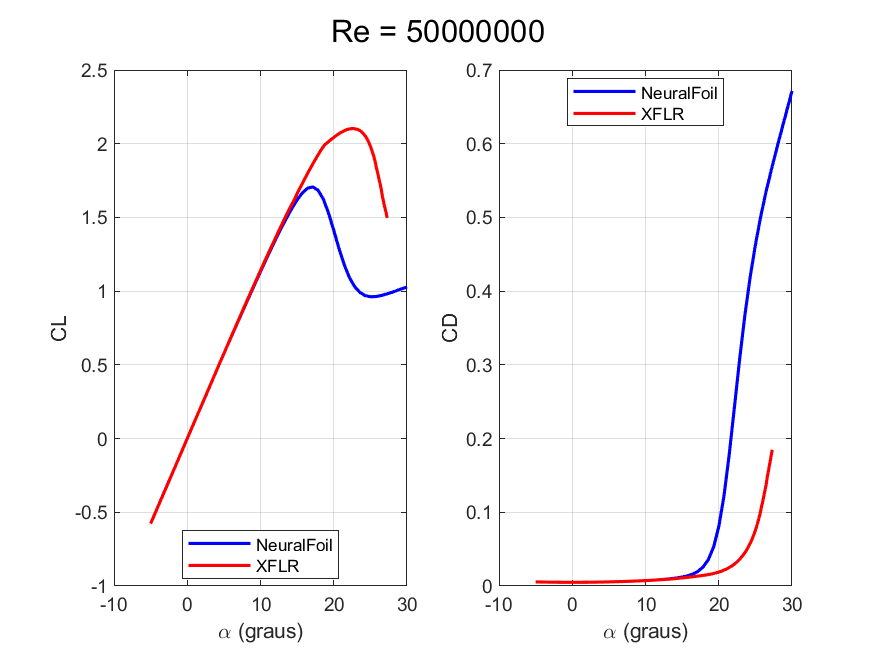 Re = 50000000
2.5
2
1.5
1
0.5
0
-0.5
-1
CL
-10
0
10
20
30
α (graus)
NeuralFoil
XFLR
0.7
0.6
0.5
0.4
0.3
0.2
0.1
0
CD
-10
0
10
20
30
α (graus)
NeuralFoil
XFLR